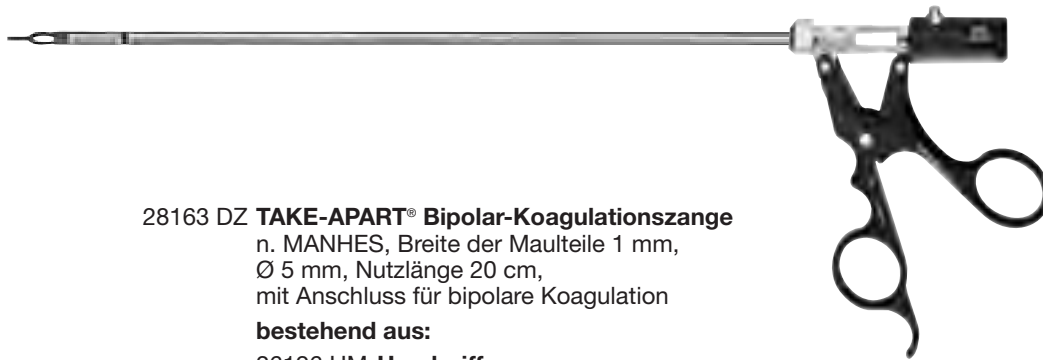 28163 DZ TAKE-APART® Bipolar-Koagulationszange
n. MANHES, Breite der Maulteile 1 mm,
Ø 5 mm, Nutzlänge 20 cm,
mit Anschluss für bipolare Koagulation
bestehend aus: